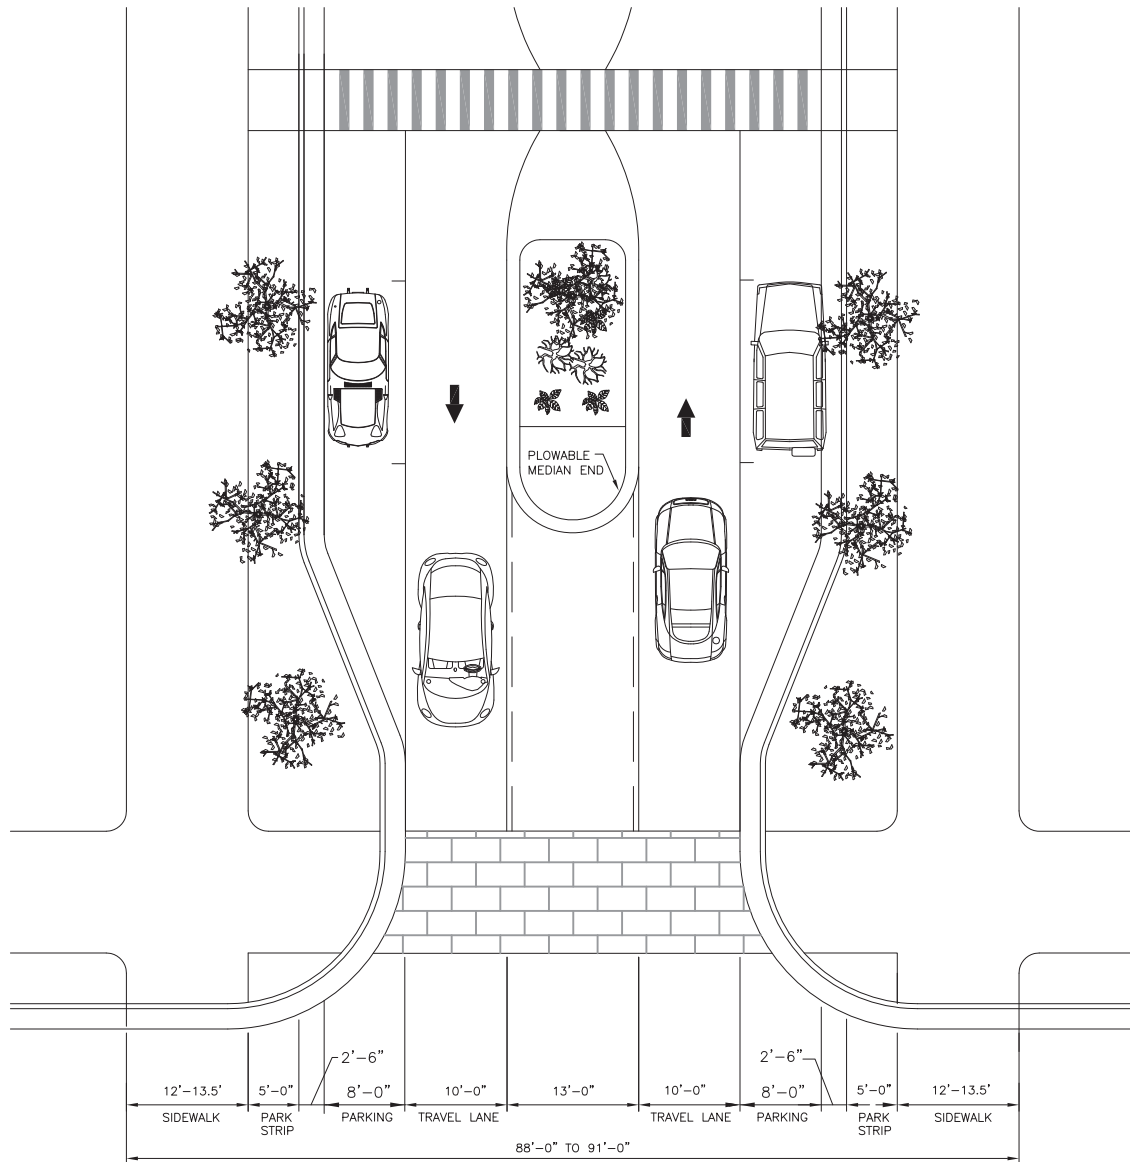 PLOWABLE
MEDIAN END
2'-6"
2'-6"
12'-13.5'
5'-0"
8'-0"
10'-0"
13'-0"
10'-0"
8'-0"
5'-0"
12'-13.5'
SIDEWALK
PARK
STRIP
PARKING
TRAVEL LANE
TRAVEL LANE
PARKING
PARK
STRIP
SIDEWALK
88'-0" TO 91'-0"